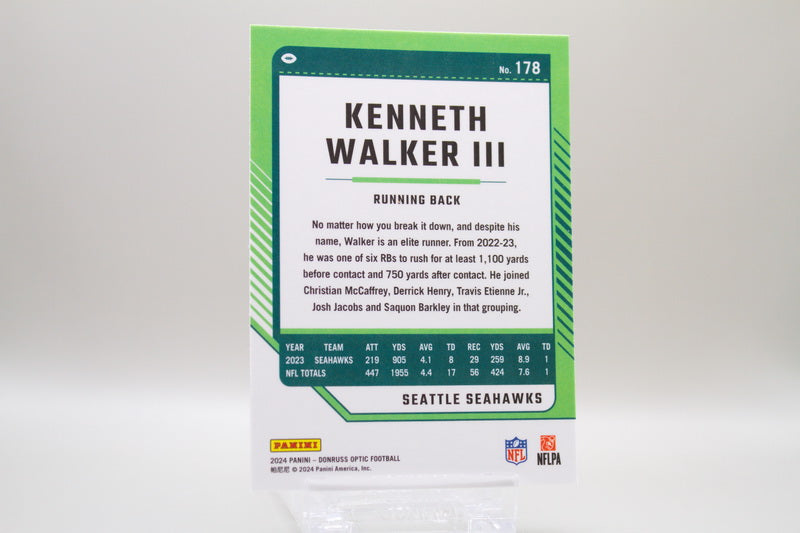 No. 178
KENNETH
WALKER III
RUNNING BACK
No matter how you break it down, and despite his
name, Walker is an elite runner. From 2022-23,
he was one of six RBs to rush for at least 1,100 yards
before contact and 750 yards after contact. He joined
Christian McCaffrey, Derrick Henry, Travis Etienne Jr.,
Josh Jacobs and Saquon Barkley in that grouping.
YEAR TEAM ATT YDS AVG TD REC YDS AVG TD
2023 SEAHAWKS 219 905 4.1 8 29 259 8.9 1
NFL TOTALS 447 1955 4.4 17 56 424 7.6 1
SEATTLE SEAHAWKS
PANINI
2024 PANINI – DONRUSS OPTIC FOOTBALL
帕尼尼 © 2024 Panini America, Inc.
NFL
NFLPA